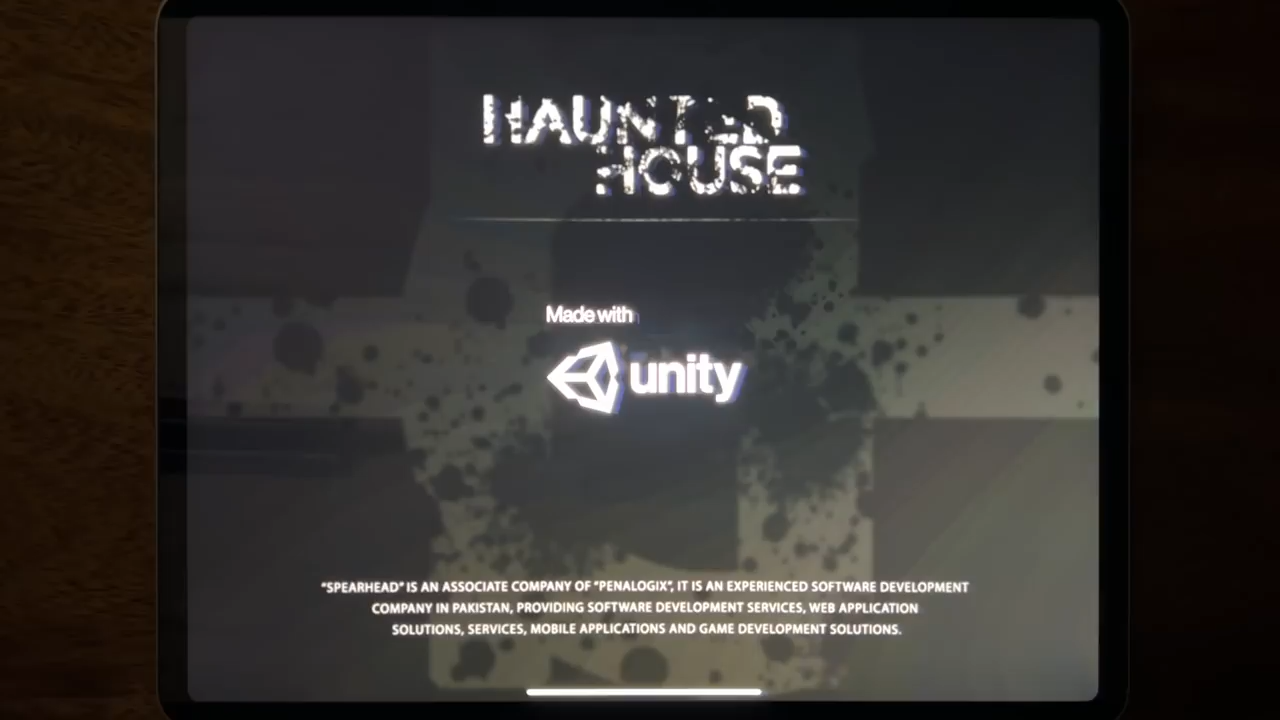 HAUNTED
HOUSE
Made with
unity
“SPEARHEAD” IS AN ASSOCIATE COMPANY OF “PENALOGIX”, IT IS AN EXPERIENCED SOFTWARE DEVELOPMENT
COMPANY IN PAKISTAN, PROVIDING SOFTWARE DEVELOPMENT SERVICES, WEB APPLICATION
SOLUTIONS, SERVICES, MOBILE APPLICATIONS AND GAME DEVELOPMENT SOLUTIONS.